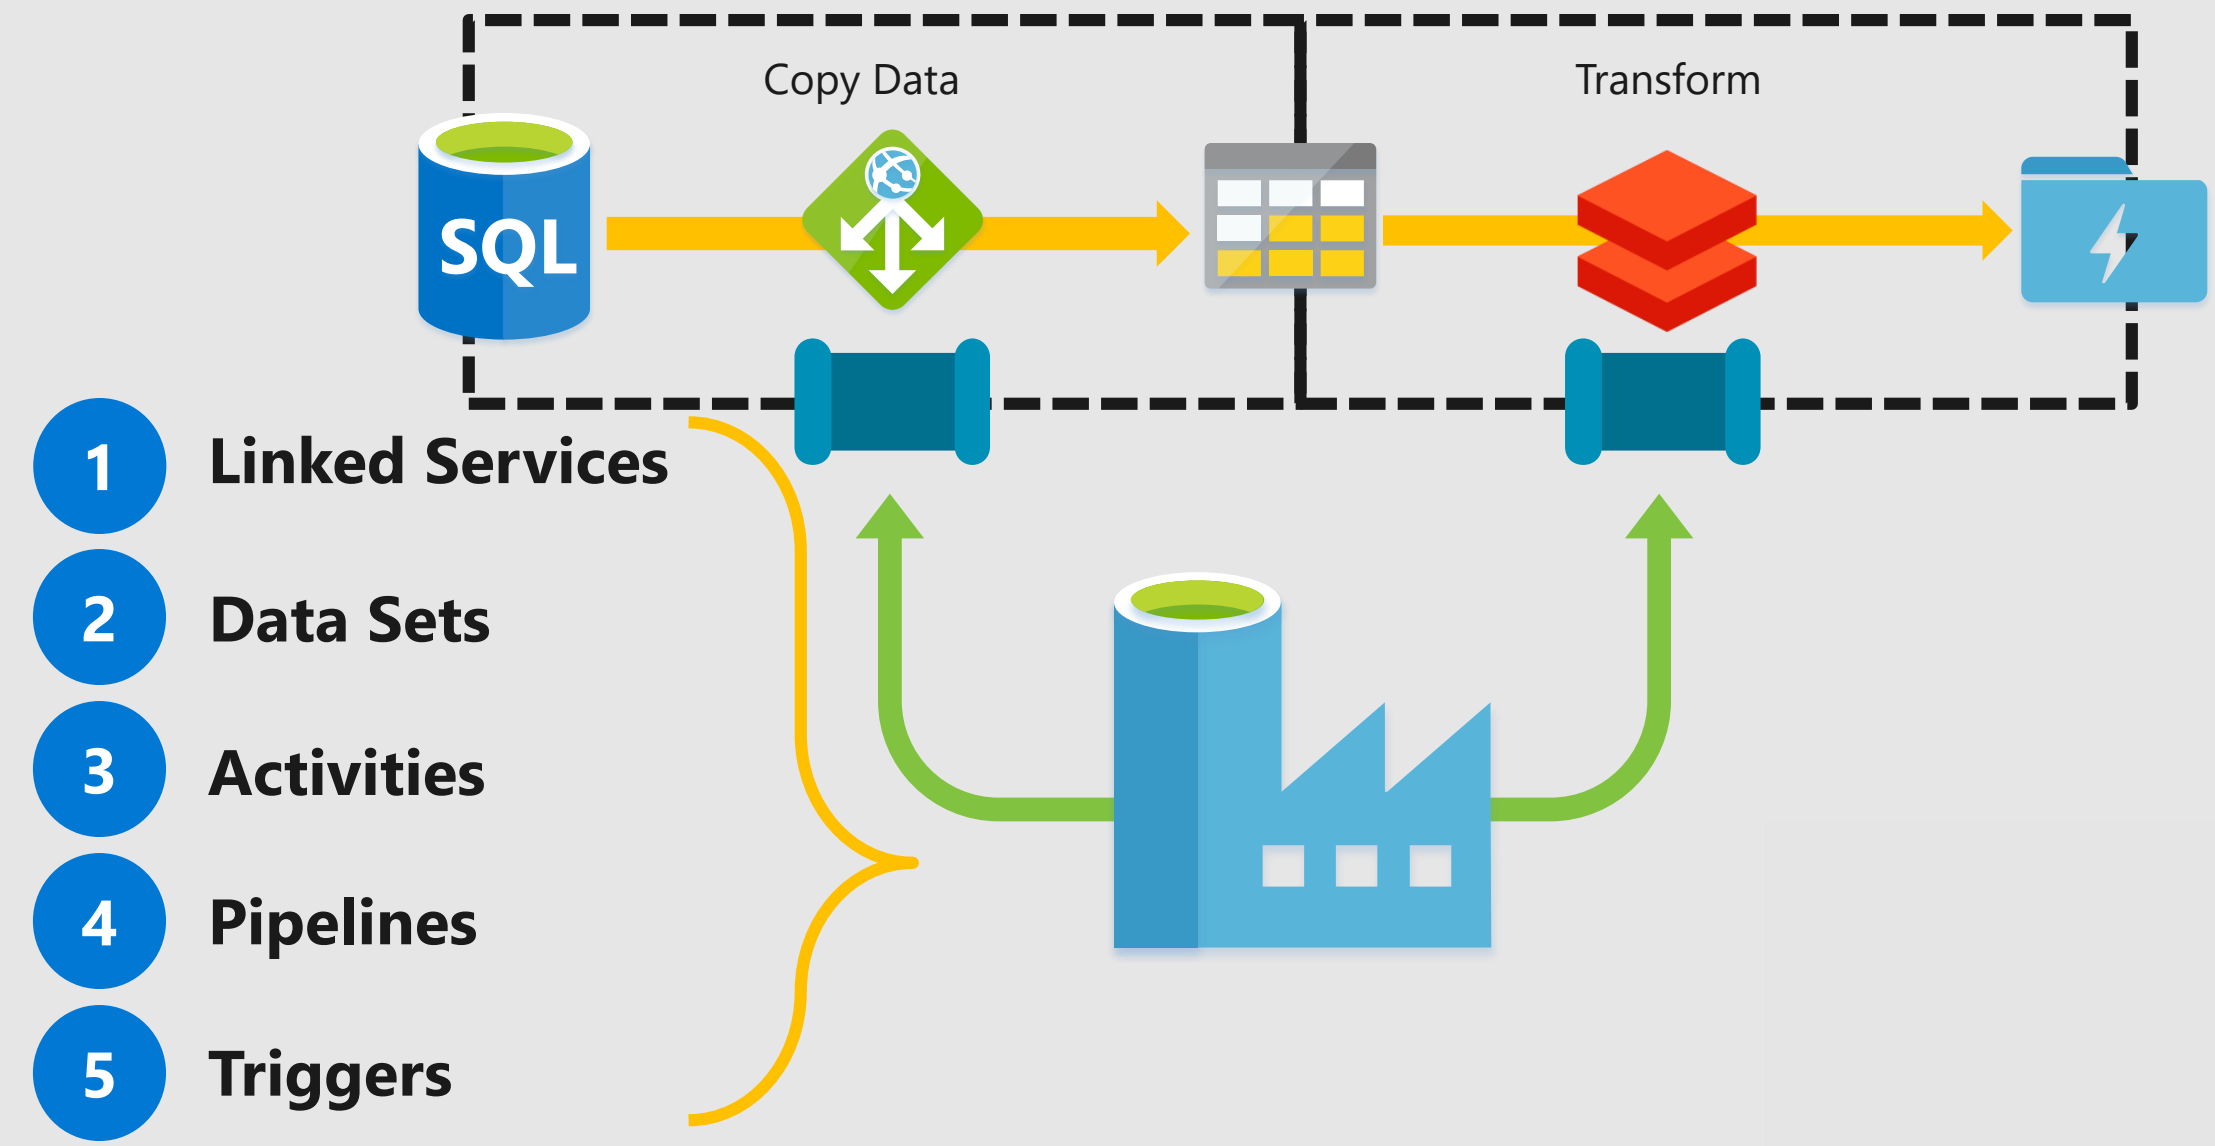 Copy Data
Transform
SQL
1 Linked Services
2 Data Sets
3 Activities
4 Pipelines
5 Triggers